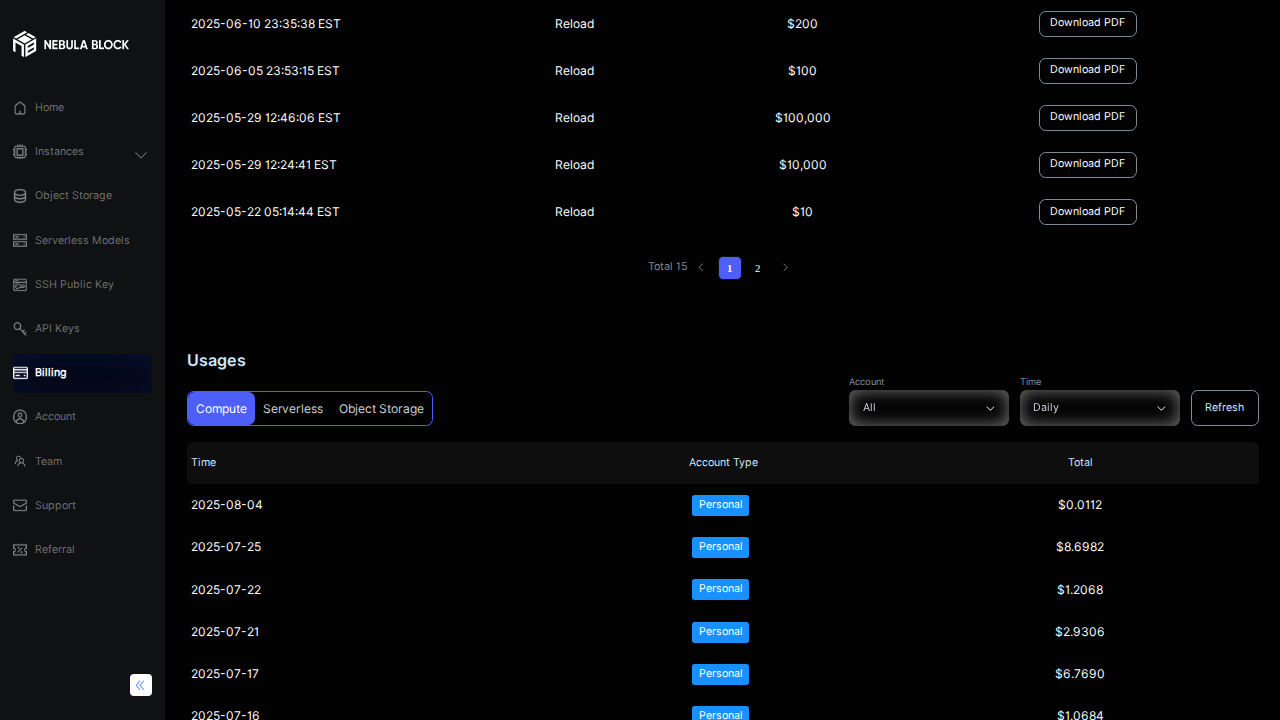 NEBULA BLOCK
Home
Instances
Object Storage
Serverless Models
SSH Public Key
API Keys
Billing
Account
Team
Support
Referral
2025-06-10 23:35:38 EST Reload $200 Download PDF
2025-06-05 23:53:15 EST Reload $100 Download PDF
2025-05-29 12:46:06 EST Reload $100,000 Download PDF
2025-05-29 12:24:41 EST Reload $10,000 Download PDF
2025-05-22 05:14:44 EST Reload $10 Download PDF
Total 15 1 2
Usages
Account Time
Compute Serverless Object Storage All Daily Refresh
Time Account Type Total
2025-08-04 Personal $0.0112
2025-07-25 Personal $8.6982
2025-07-22 Personal $1.2068
2025-07-21 Personal $2.9306
2025-07-17 Personal $6.7690
2025-07-16 Personal $1.0684